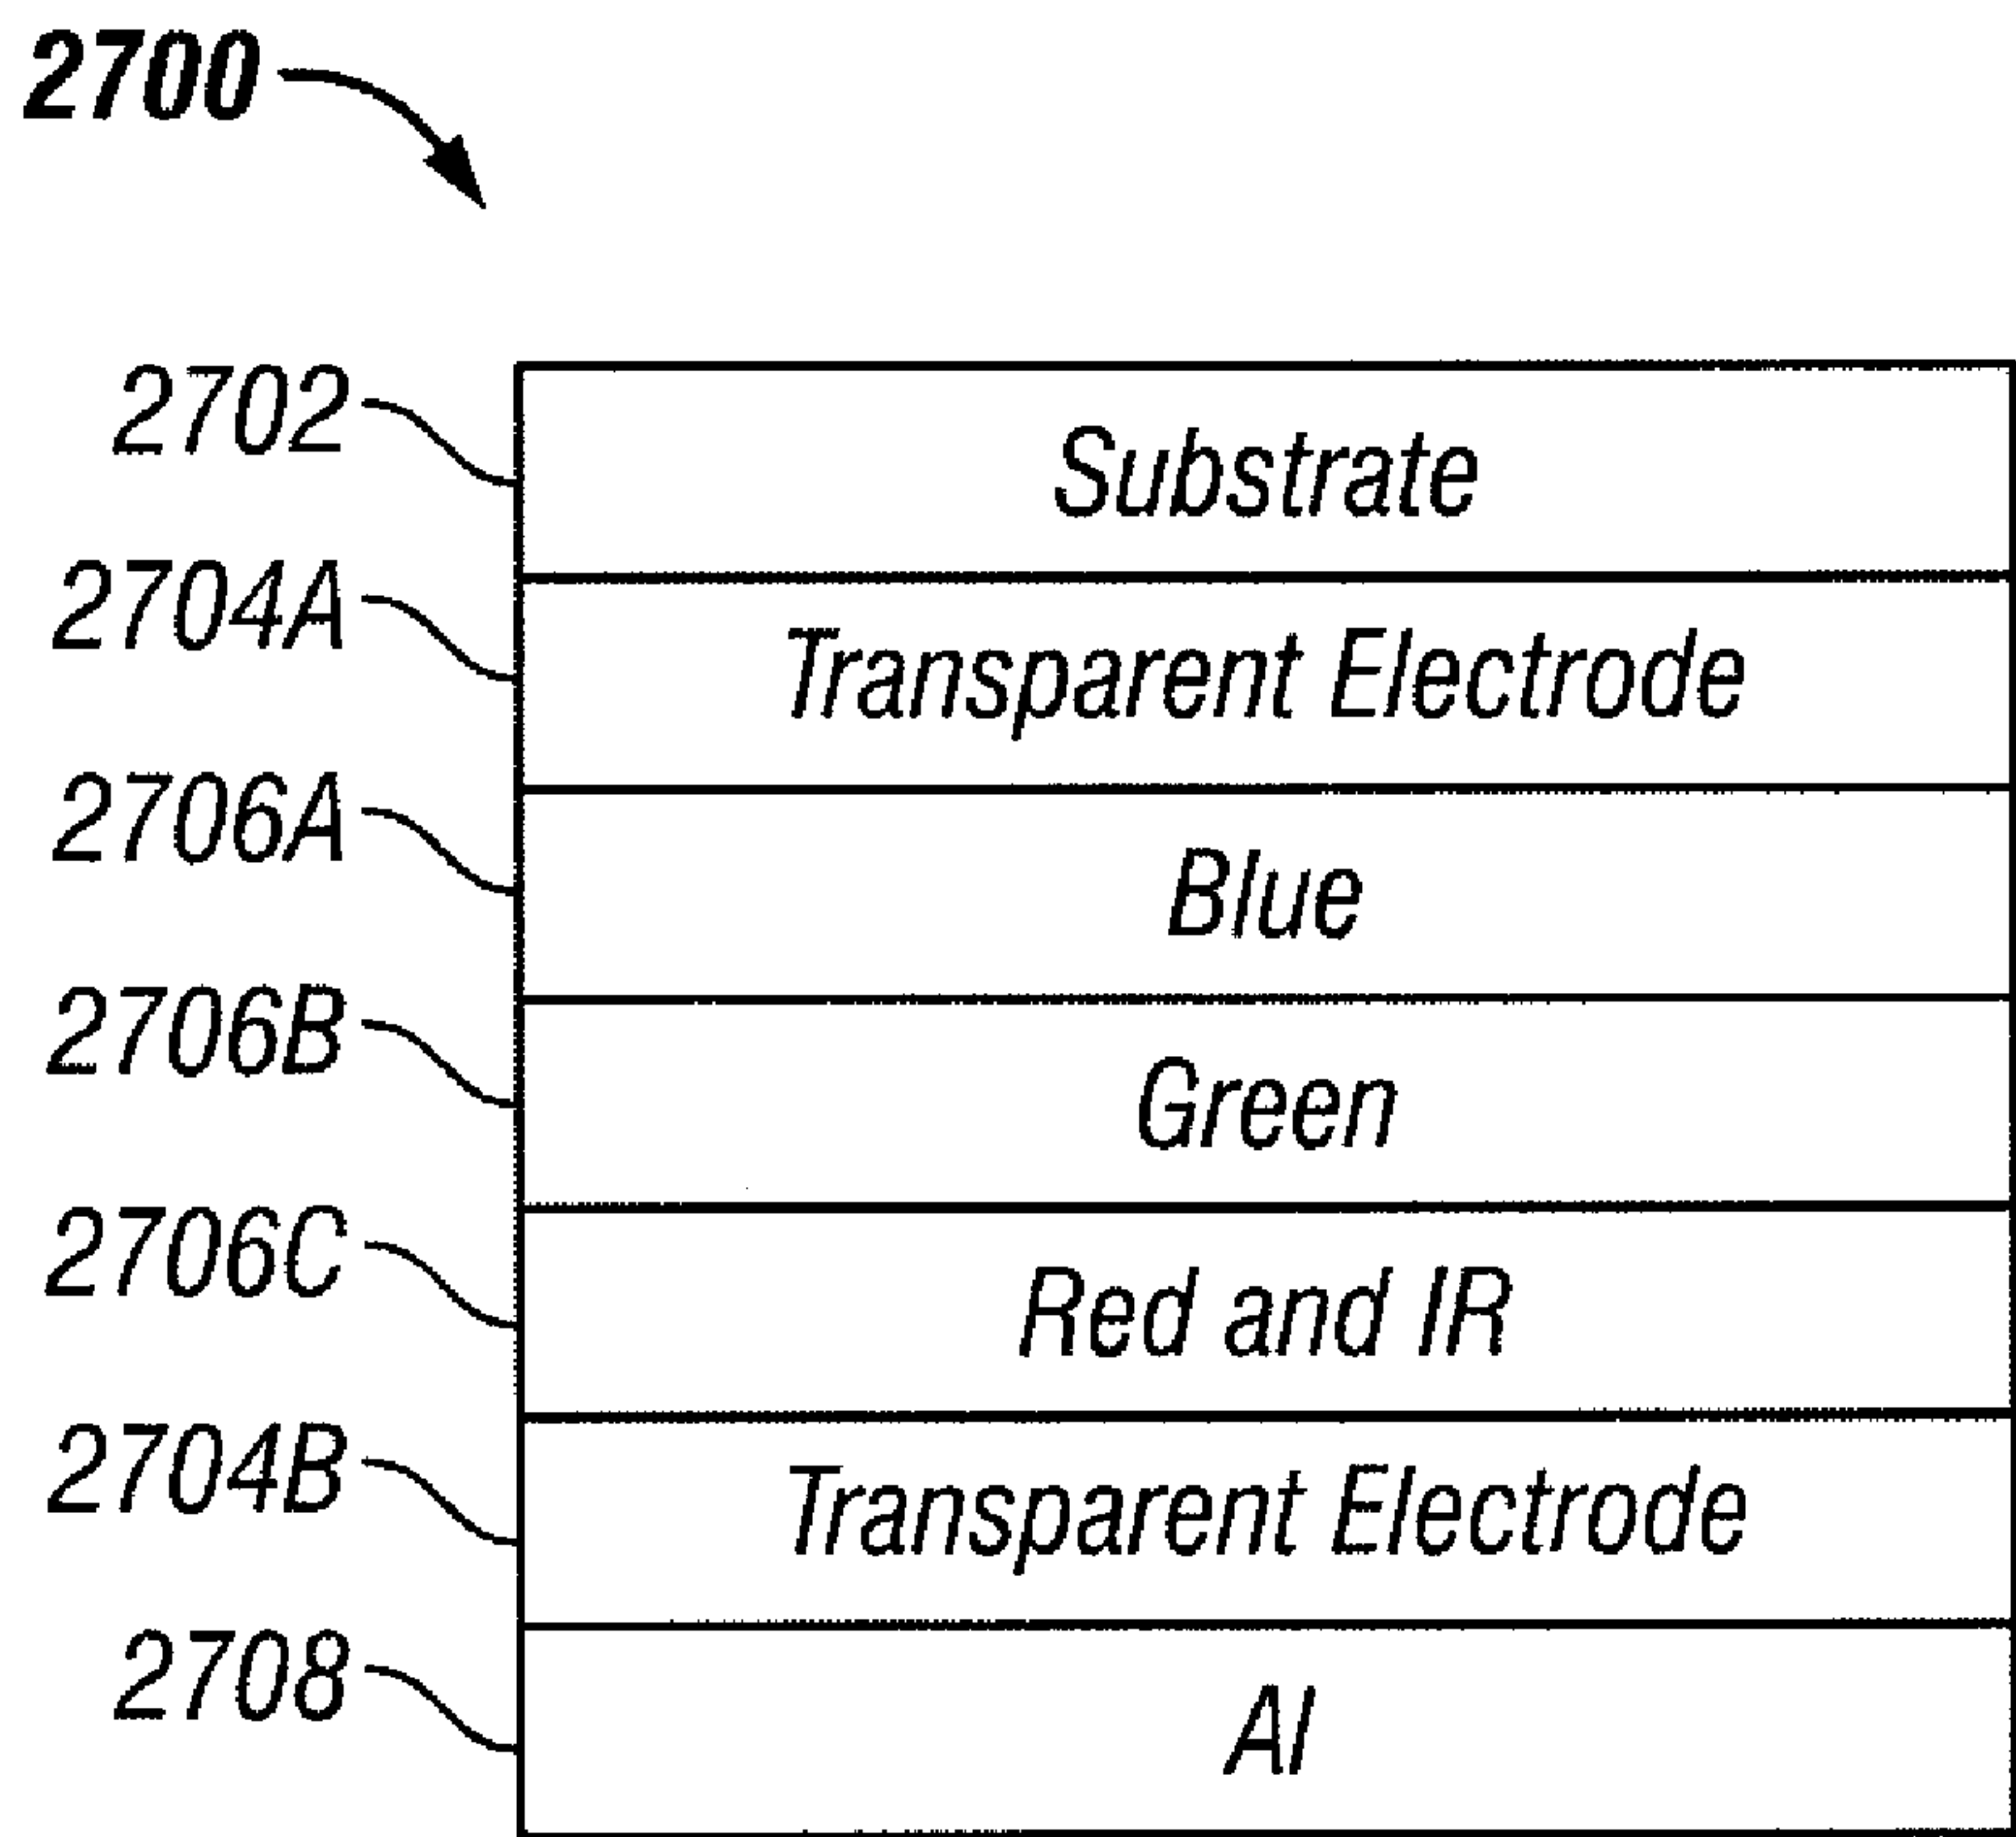 2700
2702 Substrate
2704A Transparent Electrode
2706A Blue
2706B Green
2706C Red and IR
2704B Transparent Electrode
2708 Al